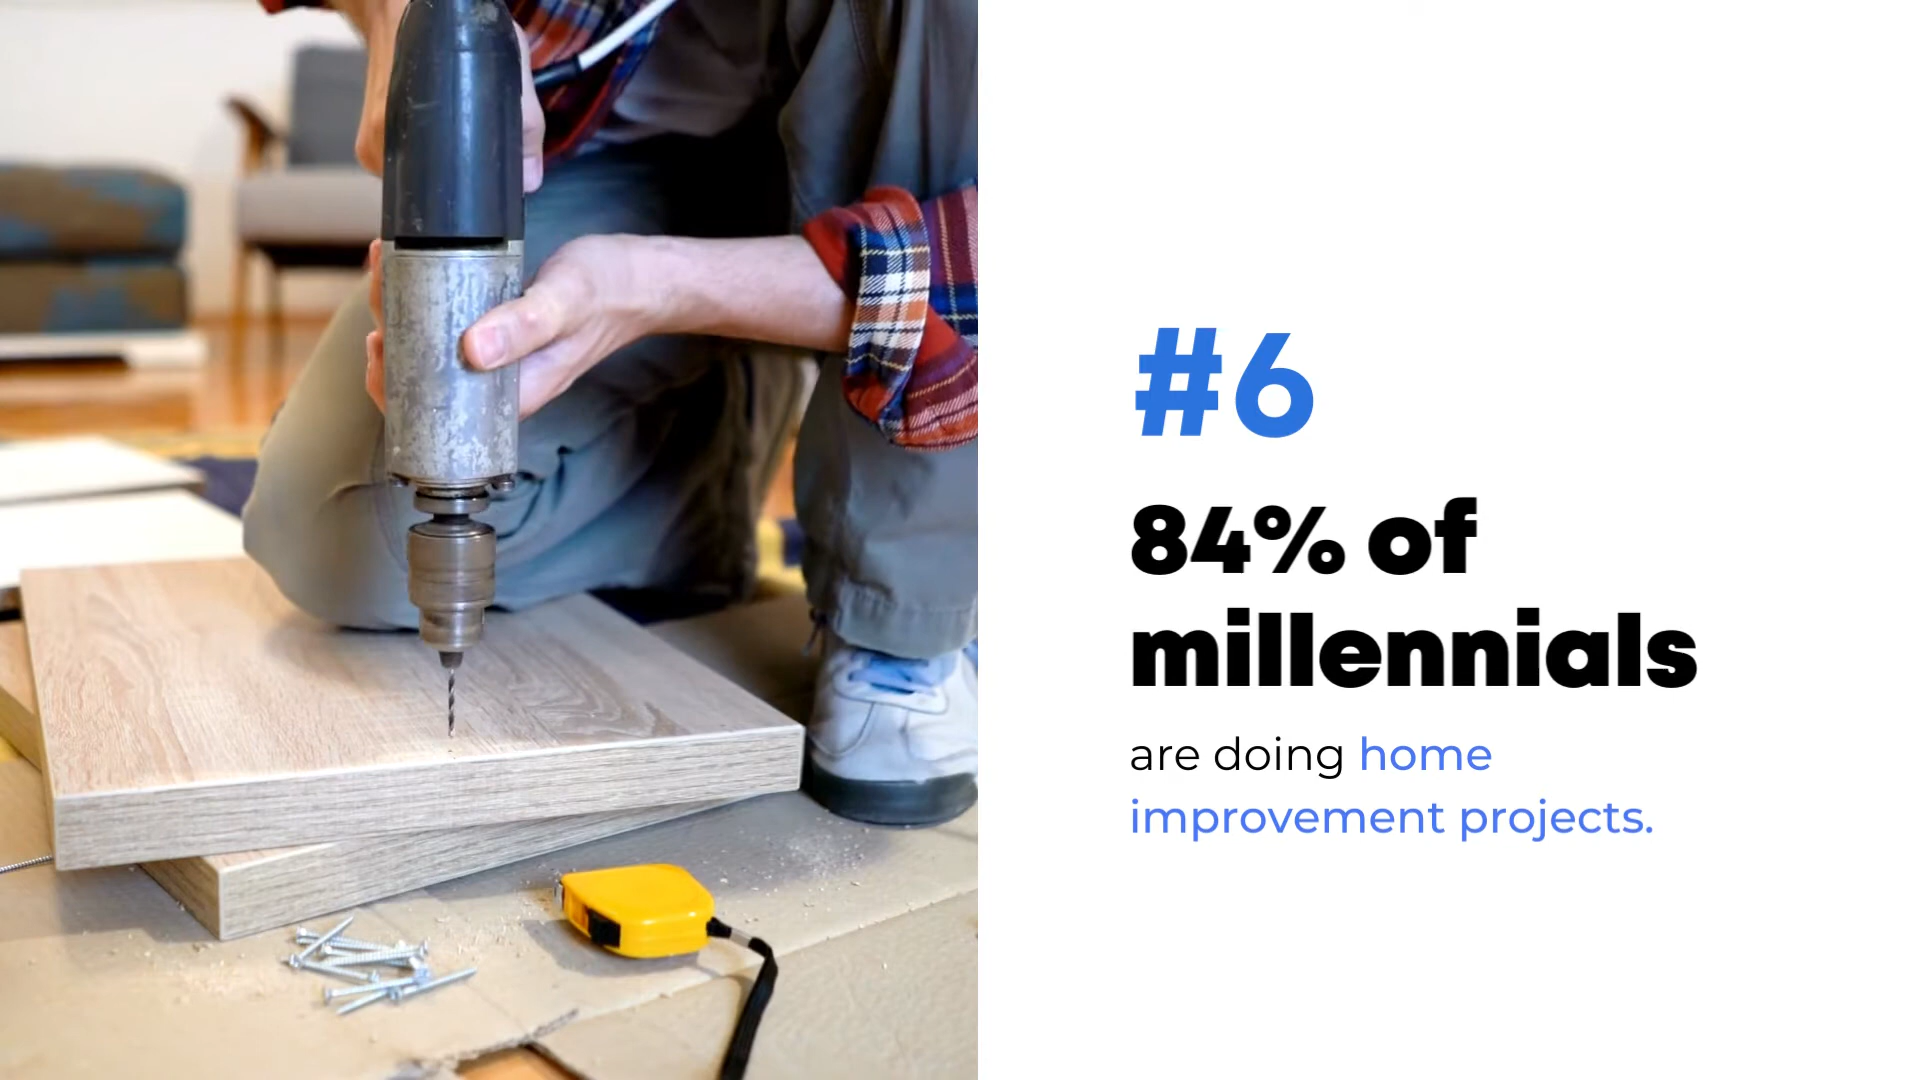 #6
84% of
millennials
are doing home
improvement projects.